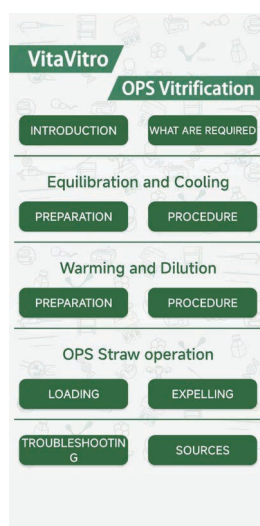 VitaVitro
OPS Vitrification
INTRODUCTION
WHAT ARE REQUIRED
Equilibration and Cooling
PREPARATION
PROCEDURE
Warming and Dilution
PREPARATION
PROCEDURE
OPS Straw operation
LOADING
EXPELLING
TROUBLESHOOTIN
G
SOURCES